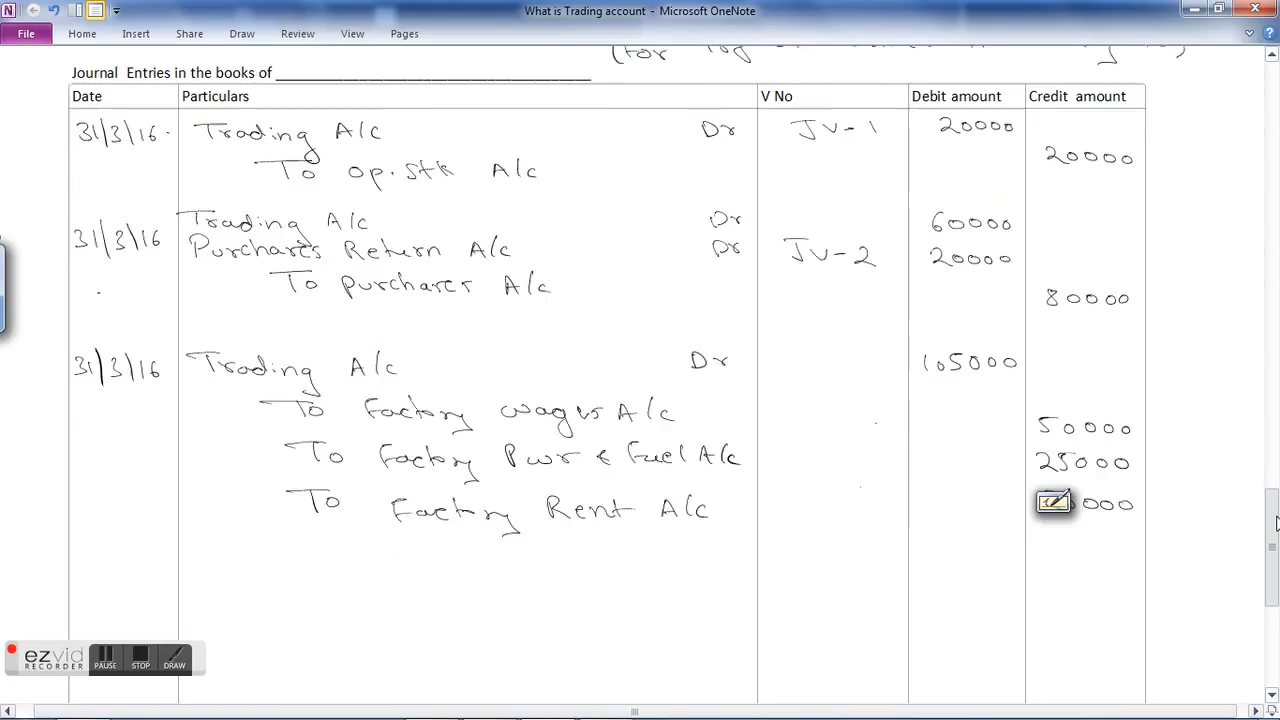 What is Trading account - Microsoft OneNote
File Home Insert Share Draw Review View Pages
(for
Journal Entries in the books of ____________________
Date Particulars V No Debit amount Credit amount
31/3/16 Trading A/c Dr JV-1 20000
To Op. Stk A/c 20000
Trading A/c Dr 60000
31/3/16 Purchases Return A/c Dr JV-2 20000
To purchases A/c 80000
31/3/16 Trading A/c Dr 105000
To Factory wages A/c 50000
To Factory Pwr & Fuel A/c 25000
To Factory Rent A/c 000
ezvid
RECORDER
PAUSE STOP DRAW